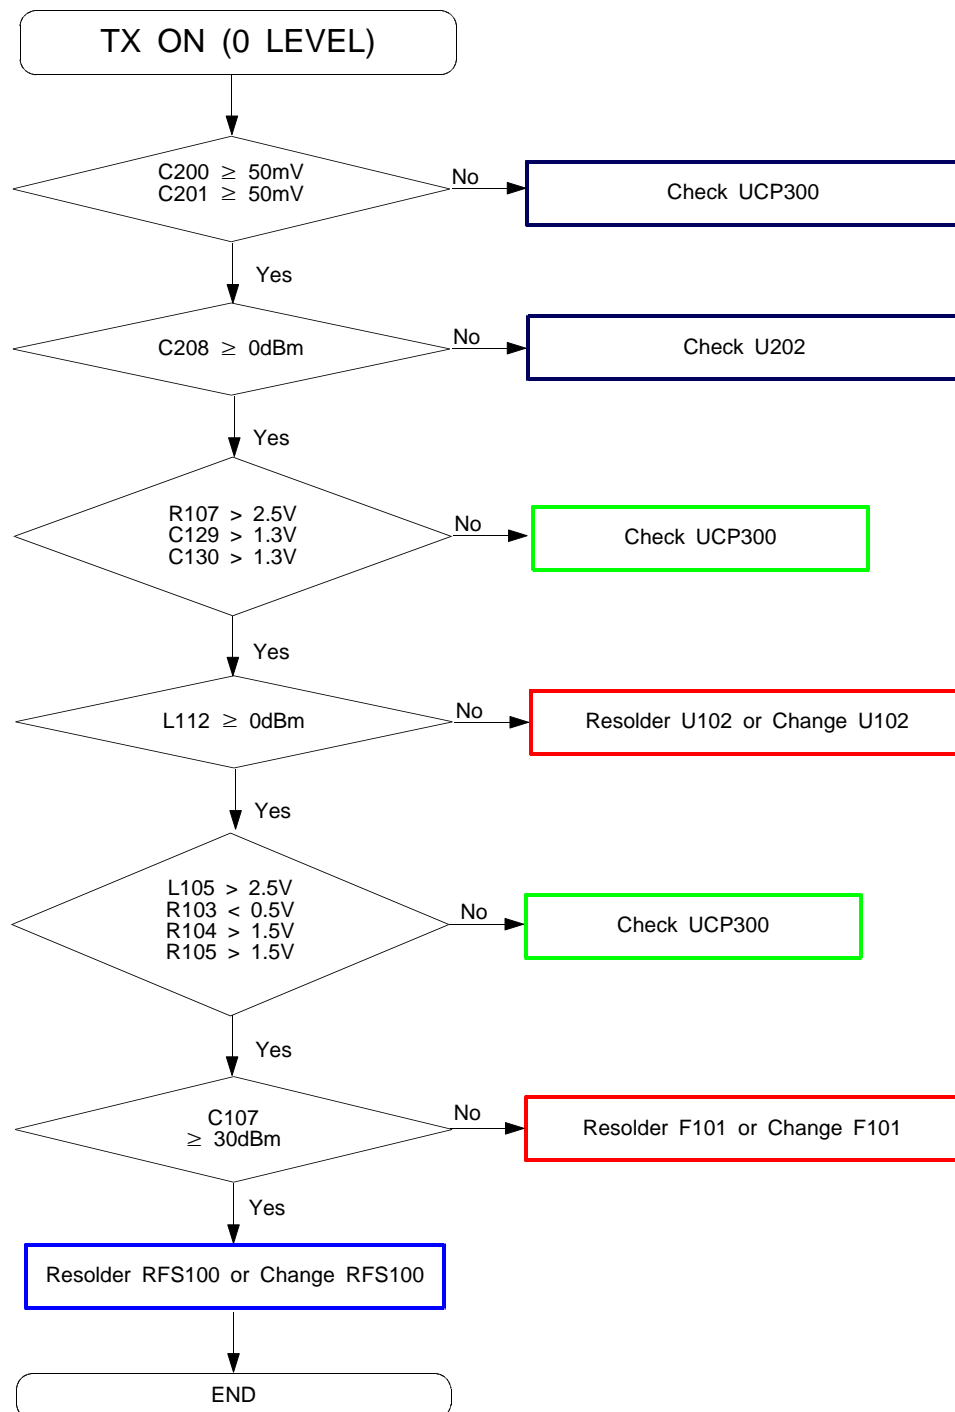 TX ON (0 LEVEL)
C200 ≥ 50mV
C201 ≥ 50mV
No
Check UCP300
Yes
C208 ≥ 0dBm
No
Check U202
Yes
R107 > 2.5V
C129 > 1.3V
C130 > 1.3V
No
Check UCP300
Yes
L112 ≥ 0dBm
No
Resolder U102 or Change U102
Yes
L105 > 2.5V
R103 < 0.5V
R104 > 1.5V
R105 > 1.5V
No
Check UCP300
Yes
C107
≥ 30dBm
No
Resolder F101 or Change F101
Yes
Resolder RFS100 or Change RFS100
END